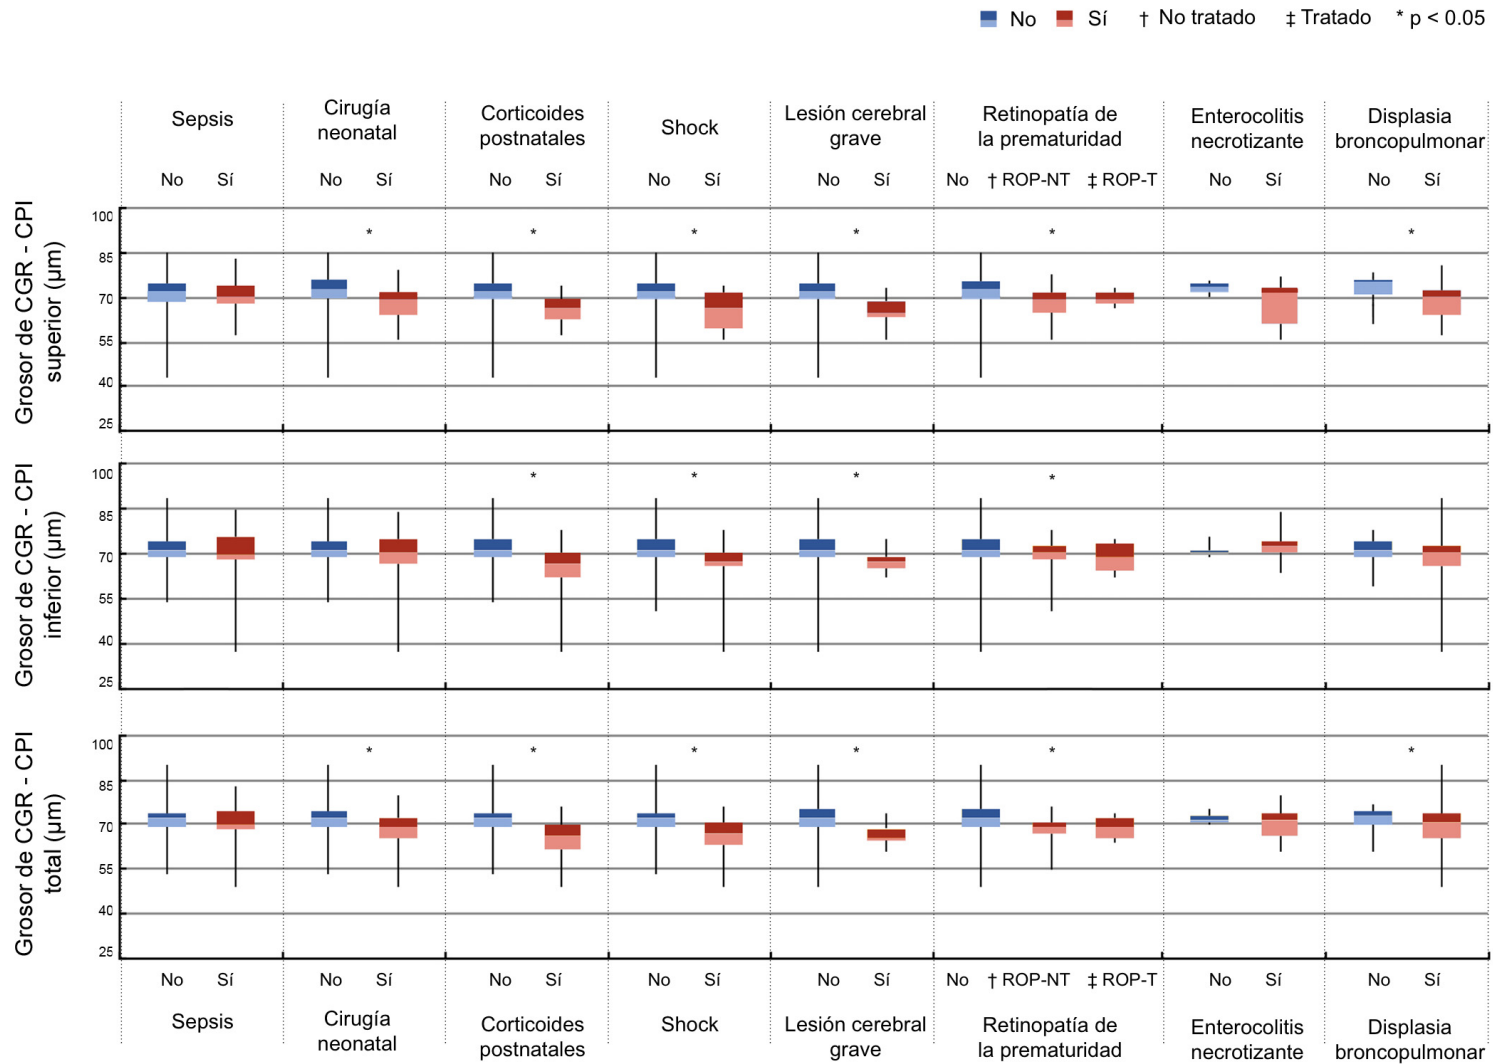 No Sí † No tratado ‡ Tratado * p < 0.05
Sepsis
Cirugía
neonatal
Corticoides
postnatales
Shock
Lesión cerebral
grave
Retinopatía de
la prematuridad
Enterocolitis
necrotizante
Displasia
broncopulmonar
No Sí No Sí No Sí No Sí No Sí No † ROP-NT ‡ ROP-T No Sí No Sí
Grosor de CGR - CPI
superior (μm)
100
85
70
55
40
25
* * * * * *
Grosor de CGR - CPI
inferior (μm)
100
85
70
55
40
25
* * * *
Grosor de CGR - CPI
total (μm)
100
85
70
55
40
25
* * * * * *
No Sí No Sí No Sí No Sí No Sí No † ROP-NT ‡ ROP-T No Sí No Sí
Sepsis
Cirugía
neonatal
Corticoides
postnatales
Shock
Lesión cerebral
grave
Retinopatía de
la prematuridad
Enterocolitis
necrotizante
Displasia
broncopulmonar